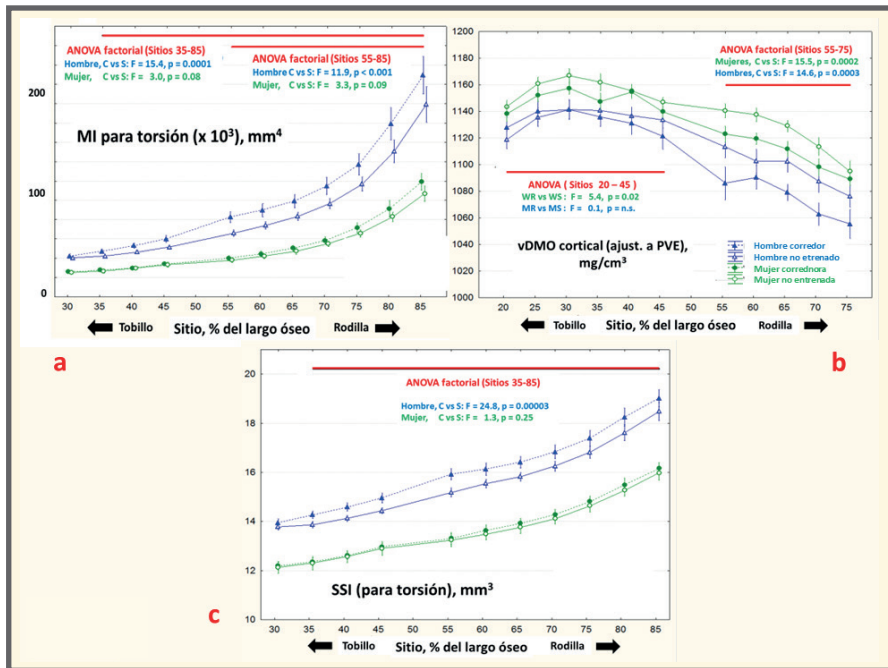 ANOVA factorial (Sitios 35-85)
Hombre, C vs S: F = 15.4, p = 0.0001
Mujer, C vs S: F = 3.0, p = 0.08
ANOVA factorial (Sitios 55-85)
Hombre C vs S: F = 11.9, p < 0.001
Mujer, C vs S: F = 3.3, p = 0.09
MI para torsión (x 10³), mm⁴
200
100
0
30 35 40 45 50 55 60 65 70 75 80 85
Tobillo Sitio, % del largo óseo Rodilla
a
1200
1180
1160
1140
1120
1100
1080
1060
1040
1020
1000
ANOVA factorial (Sitios 55-75)
Mujeres, C vs S: F = 15.5, p = 0.0002
Hombres, C vs S: F = 14.6, p = 0.0003
ANOVA ( Sitios 20 – 45 )
WR vs WS : F = 5.4, p = 0.02
MR vs MS : F = 0.1, p = n.s.
vDMO cortical (ajust. a PVE),
mg/cm³
Hombre corredor
Hombre no etrenado
Mujer corrednora
Mujer no entrenada
20 25 30 35 40 45 50 55 60 65 70 75
Tobillo Sitio, % del largo óseo Rodilla
b
20
18
16
14
12
10
ANOVA factorial (Sitios 35-85)
Hombre, C vs S: F = 24.8, p = 0.00003
Mujer, C vs S: F = 1.3, p = 0.25
SSI (para torsión), mm³
30 35 40 45 50 55 60 65 70 75 80 85
Tobillo Sitio, % del largo óseo Rodilla
c